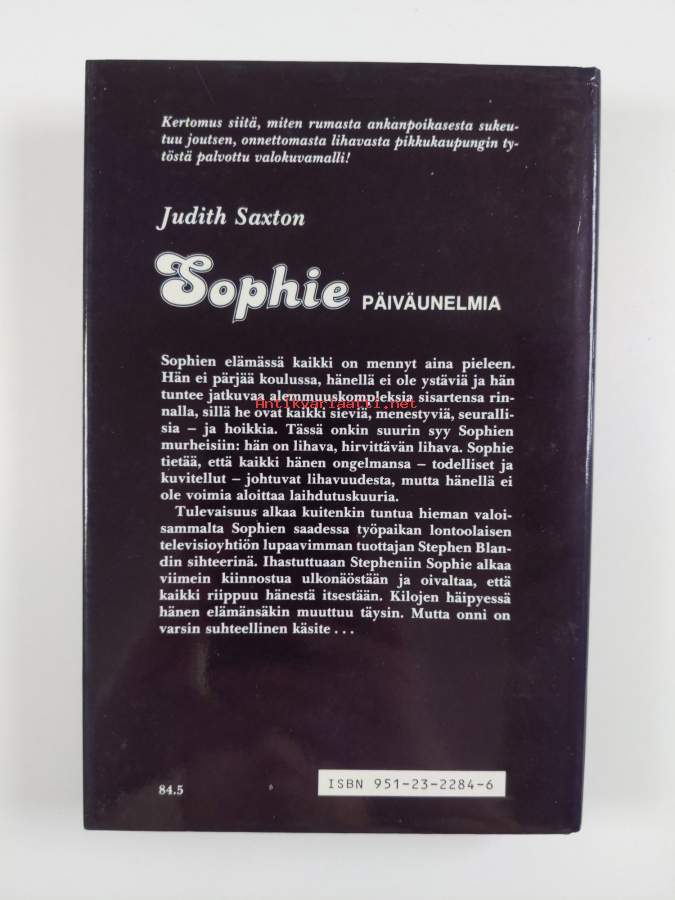 Kertomus siitä, miten rumasta ankanpoikasesta sukeu-
tuu joutsen, onnettomasta lihavasta pikkukaupungin ty-
töstä palvottu valokuvamalli!
Judith Saxton
Sophie PÄIVÄUNELMIA
Sophien elämässä kaikki on mennyt aina pieleen.
Hän ei pärjää koulussa, hänellä ei ole ystäviä ja hän
tuntee jatkuvaa alemmuuskompleksia sisartensa rin-
nalla, sillä he ovat kaikki sieviä, menestyviä, seuralli-
Antikvariaatti.net
sia – ja hoikkia. Tässä onkin suurin syy Sophien
murheisiin: hän on lihava, hirvittävän lihava. Sophie
tietää, että kaikki hänen ongelmansa – todelliset ja
kuvitellut – johtuvat lihavuudesta, mutta hänellä ei
ole voimia aloittaa laihdutuskuuria.
Tulevaisuus alkaa kuitenkin tuntua hieman valoi-
sammalta Sophien saadessa työpaikan lontoolaisen
televisioyhtiön lupaavimman tuottajan Stephen Blan-
din sihteerinä. Ihastuttuaan Stepheniin Sophie alkaa
viimein kiinnostua ulkonäöstään ja oivaltaa, että
kaikki riippuu hänestä itsestään. Kilojen häipyessä
hänen elämänsäkin muuttuu täysin. Mutta onni on
varsin suhteellinen käsite . . .
84.5
ISBN 951-23-2284-6